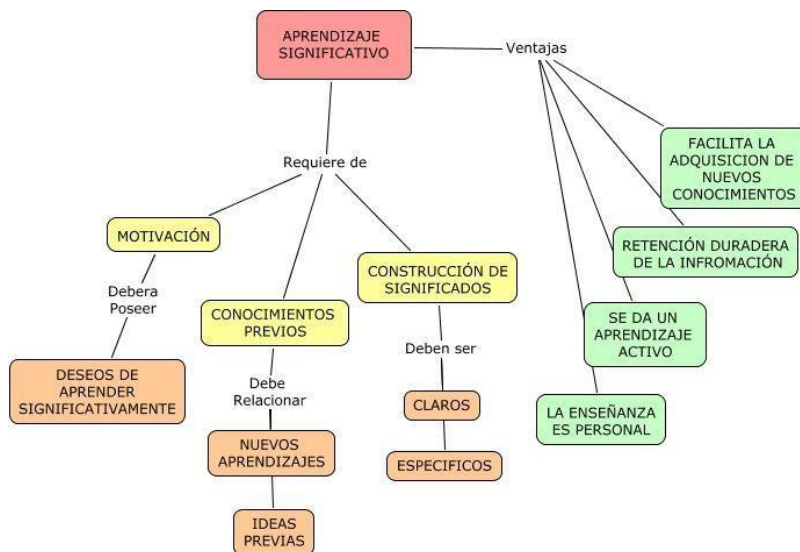 APRENDIZAJE
SIGNIFICATIVO
Ventajas
Requiere de
MOTIVACIÓN
Debera
Poseer
DESEOS DE
APRENDER
SIGNIFICATIVAMENTE
CONOCIMIENTOS
PREVIOS
Debe
Relacionar
NUEVOS
APRENDIZAJES
IDEAS
PREVIAS
CONSTRUCCIÓN DE
SIGNIFICADOS
Deben ser
CLAROS
ESPECIFICOS
FACILITA LA
ADQUISICION DE
NUEVOS
CONOCIMIENTOS
RETENCIÓN DURADERA
DE LA INFROMACIÓN
SE DA UN
APRENDIZAJE
ACTIVO
LA ENSEÑANZA
ES PERSONAL